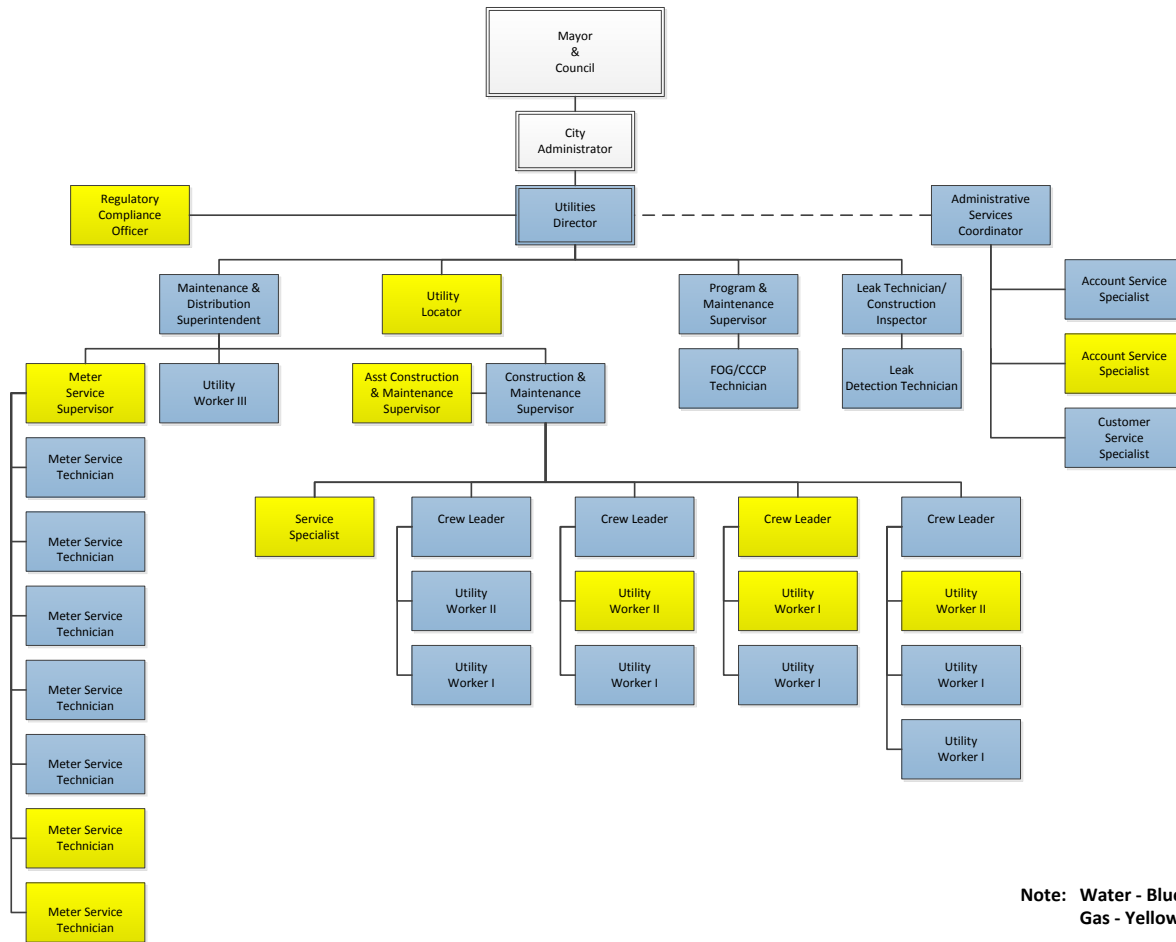 Mayor
&
Council
City
Administrator
Regulatory
Compliance
Officer
Utilities
Director
Administrative
Services
Coordinator
Maintenance &
Distribution
Superintendent
Utility
Locator
Program &
Maintenance
Supervisor
Leak Technician/
Construction
Inspector
Account Service
Specialist
Meter
Service
Supervisor
Utility
Worker III
Asst Construction
& Maintenance
Supervisor
Construction &
Maintenance
Supervisor
FOG/CCCP
Technician
Leak
Detection Technician
Account Service
Specialist
Customer
Service
Specialist
Meter Service
Technician
Meter Service
Technician
Meter Service
Technician
Meter Service
Technician
Meter Service
Technician
Meter Service
Technician
Meter Service
Technician
Service
Specialist
Crew Leader
Utility
Worker II
Utility
Worker I
Crew Leader
Utility
Worker II
Utility
Worker I
Crew Leader
Utility
Worker I
Utility
Worker I
Crew Leader
Utility
Worker II
Utility
Worker I
Utility
Worker I
Note: Water - Blue
Gas - Yellow